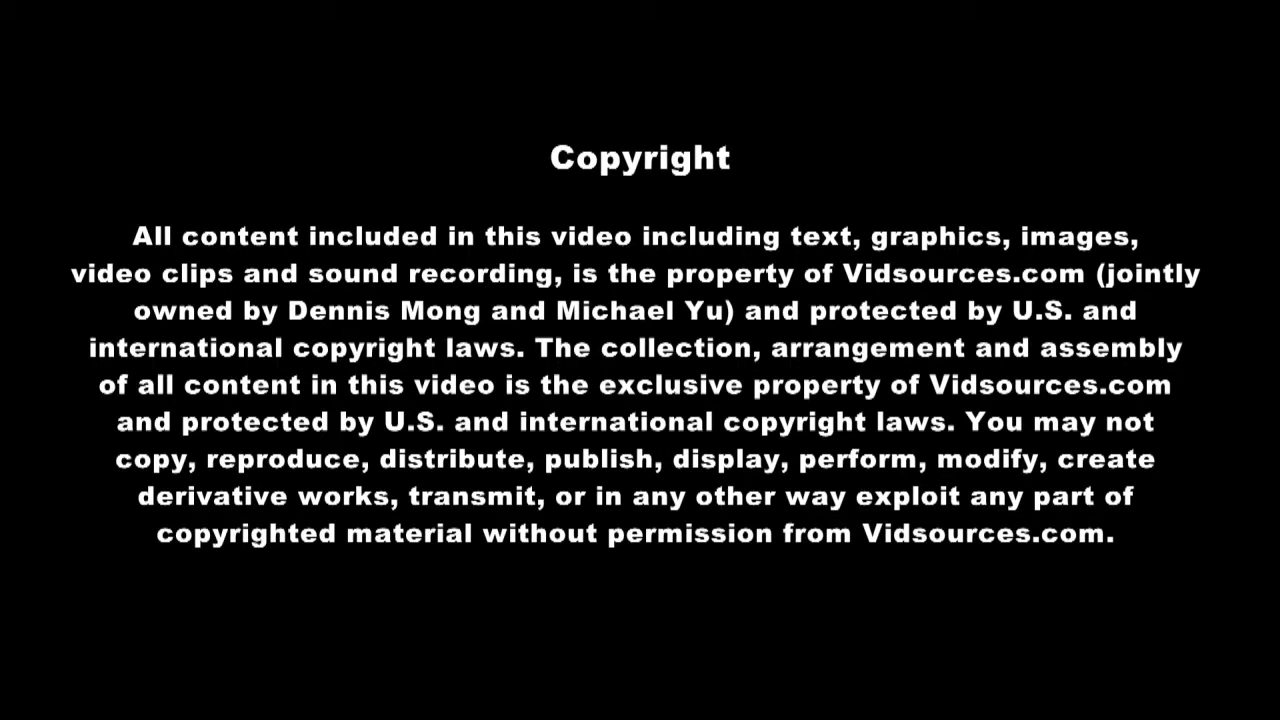 Copyright
All content included in this video including text, graphics, images,
video clips and sound recording, is the property of Vidsources.com (jointly
owned by Dennis Mong and Michael Yu) and protected by U.S. and
international copyright laws. The collection, arrangement and assembly
of all content in this video is the exclusive property of Vidsources.com
and protected by U.S. and international copyright laws. You may not
copy, reproduce, distribute, publish, display, perform, modify, create
derivative works, transmit, or in any other way exploit any part of
copyrighted material without permission from Vidsources.com.